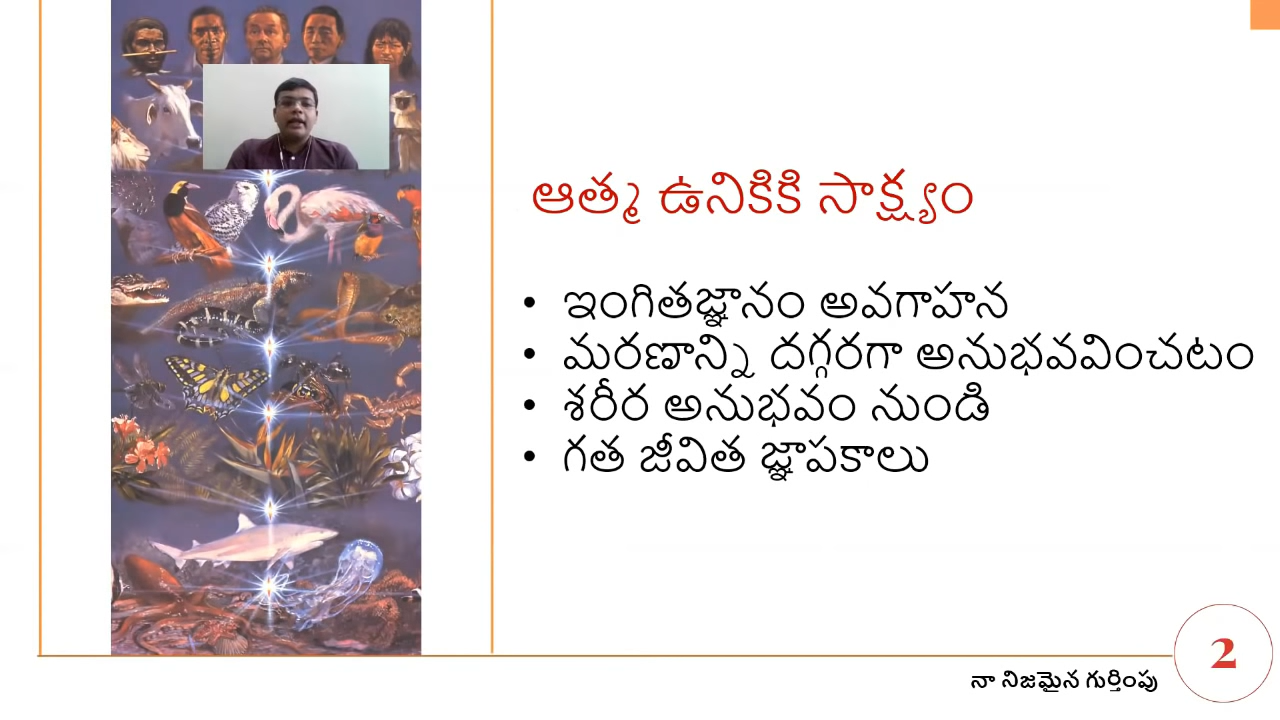 ఆత్మ ఉనికికి సాక్ష్యం
• ఇంగితజ్ఞానం అవగాహన
• మరణాన్ని దగ్గరగా అనుభవవించటం
• శరీర అనుభవం నుండి
• గత జీవిత జ్ఞాపకాలు
2
నా నిజమైన గుర్తింపు